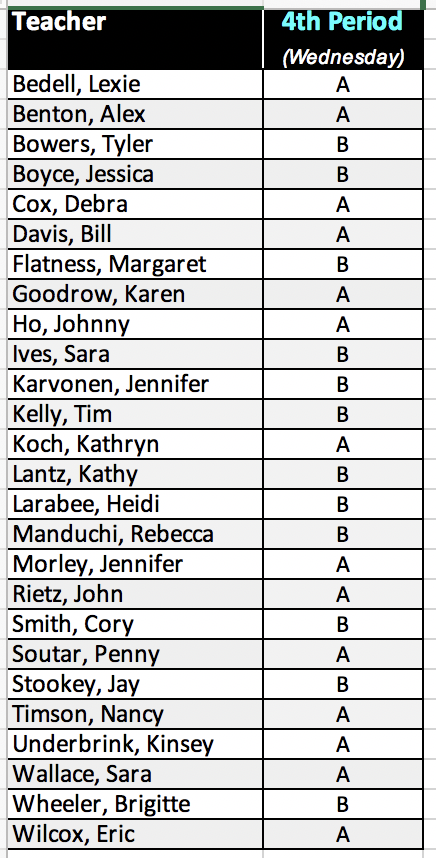 Teacher 4th Period
(Wednesday)
Bedell, Lexie A
Benton, Alex A
Bowers, Tyler B
Boyce, Jessica B
Cox, Debra A
Davis, Bill A
Flatness, Margaret B
Goodrow, Karen A
Ho, Johnny A
Ives, Sara B
Karvonen, Jennifer B
Kelly, Tim B
Koch, Kathryn A
Lantz, Kathy B
Larabee, Heidi B
Manduchi, Rebecca B
Morley, Jennifer A
Rietz, John A
Smith, Cory B
Soutar, Penny A
Stookey, Jay B
Timson, Nancy A
Underbrink, Kinsey A
Wallace, Sara A
Wheeler, Brigitte B
Wilcox, Eric A